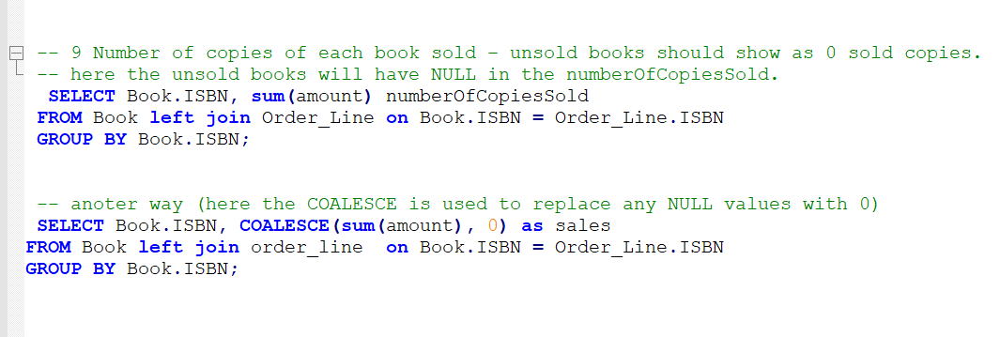 -- 9 Number of copies of each book sold - unsold books should show as 0 sold copies.
-- here the unsold books will have NULL in the numberOfCopiesSold.
SELECT Book.ISBN, sum(amount) numberOfCopiesSold
FROM Book left join Order_Line on Book.ISBN = Order_Line.ISBN
GROUP BY Book.ISBN;
-- anoter way (here the COALESCE is used to replace any NULL values with 0)
SELECT Book.ISBN, COALESCE(sum(amount), 0) as sales
FROM Book left join order_line  on Book.ISBN = Order_Line.ISBN
GROUP BY Book.ISBN;